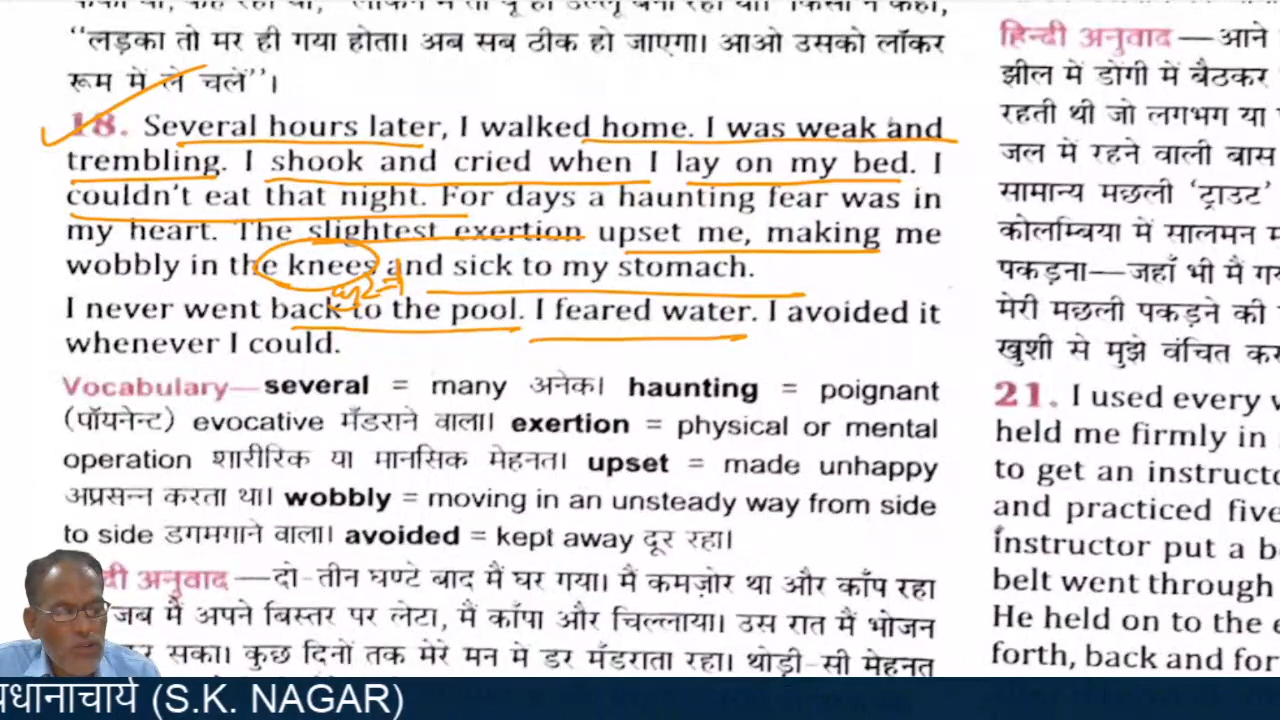 "लड़का तो मर ही गया होता। अब सब ठीक हो जाएगा। आओ उसको लॉकर
रूम में ले चलें"।
18. Several hours later, I walked home. I was weak and
trembling. I shook and cried when I lay on my bed. I
couldn't eat that night. For days a haunting fear was in
my heart. The slightest exertion upset me, making me
wobbly in the knees and sick to my stomach.
I never went back to the pool. I feared water. I avoided it
whenever I could.
Vocabulary— several = many अनेक। haunting = poignant
(पॉयनेन्ट) evocative मँडराने वाला। exertion = physical or mental
operation शारीरिक या मानसिक मेहनत। upset = made unhappy
अप्रसन्न करता था। wobbly = moving in an unsteady way from side
to side डगमगाने वाला। avoided = kept away दूर रहा।
अनुवाद —दो-तीन घण्टे बाद मैं घर गया। मैं कमज़ोर था और काँप रहा
जब मैं अपने बिस्तर पर लेटा, मैं काँपा और चिल्लाया। उस रात मैं भोजन
सका। कुछ दिनों तक मेरे मन मे डर मँडराता रहा। थोड़ी-सी मेहनत
हिन्दी अनुवाद —आने
झील में डोंगी में बैठकर
रहती थी जो लगभग या
जल में रहने वाली बास
सामान्य मछली 'ट्राउट'
कोलम्बिया में सालमन
पकड़ना—जहाँ भी मैं
मेरी मछली पकड़ने की
खुशी से मुझे वंचित
21. I used every
held me firmly in
to get an
and practiced five
instructor put a
belt went through
He held on to the
forth, back and
(S.K. NAGAR)